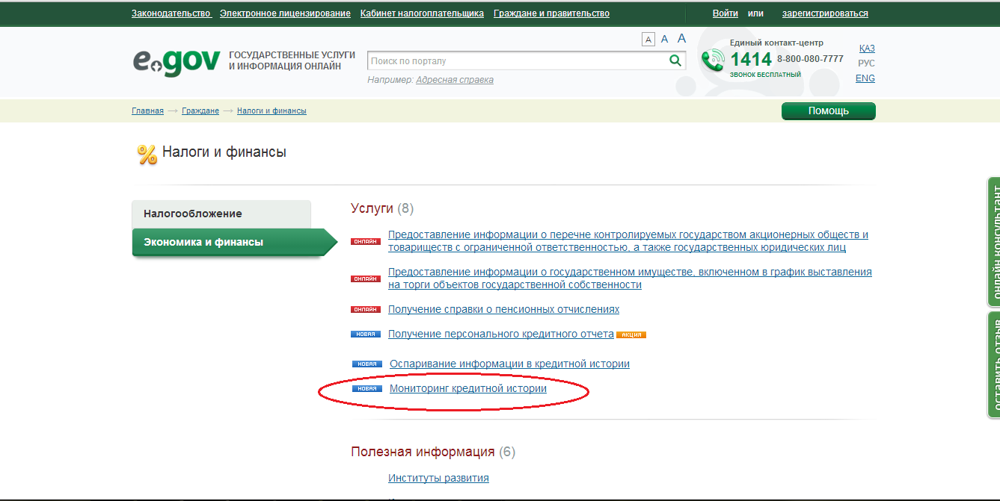 Законодательство Электронное лицензирование Кабинет налогоплательщика Граждане и правительство Войти или зарегистрироваться
A A A
e.gov ГОСУДАРСТВЕННЫЕ УСЛУГИ
И ИНФОРМАЦИЯ ОНЛАЙН
Поиск по порталу
Например: Адресная справка
Единый контакт-центр
1414 8-800-080-7777
ЗВОНОК БЕСПЛАТНЫЙ
ҚАЗ
РУС
ENG
Главная → Граждане → Налоги и финансы
Помощь
% Налоги и финансы
Налогообложение
Экономика и финансы
Услуги (8)
ОНЛАЙН Предоставление информации о перечне контролируемых государством акционерных обществ и
товариществ с ограниченной ответственностью, а также государственных юридических лиц
ОНЛАЙН Предоставление информации о государственном имуществе, включенном в график выставления
на торги объектов государственной собственности
ОНЛАЙН Получение справки о пенсионных отчислениях
НОВАЯ Получение персонального кредитного отчета АКЦИЯ
НОВАЯ Оспаривание информации в кредитной истории
НОВАЯ Мониторинг кредитной истории
Полезная информация (6)
Институты развития
онлайн консультант
оставить отзыв